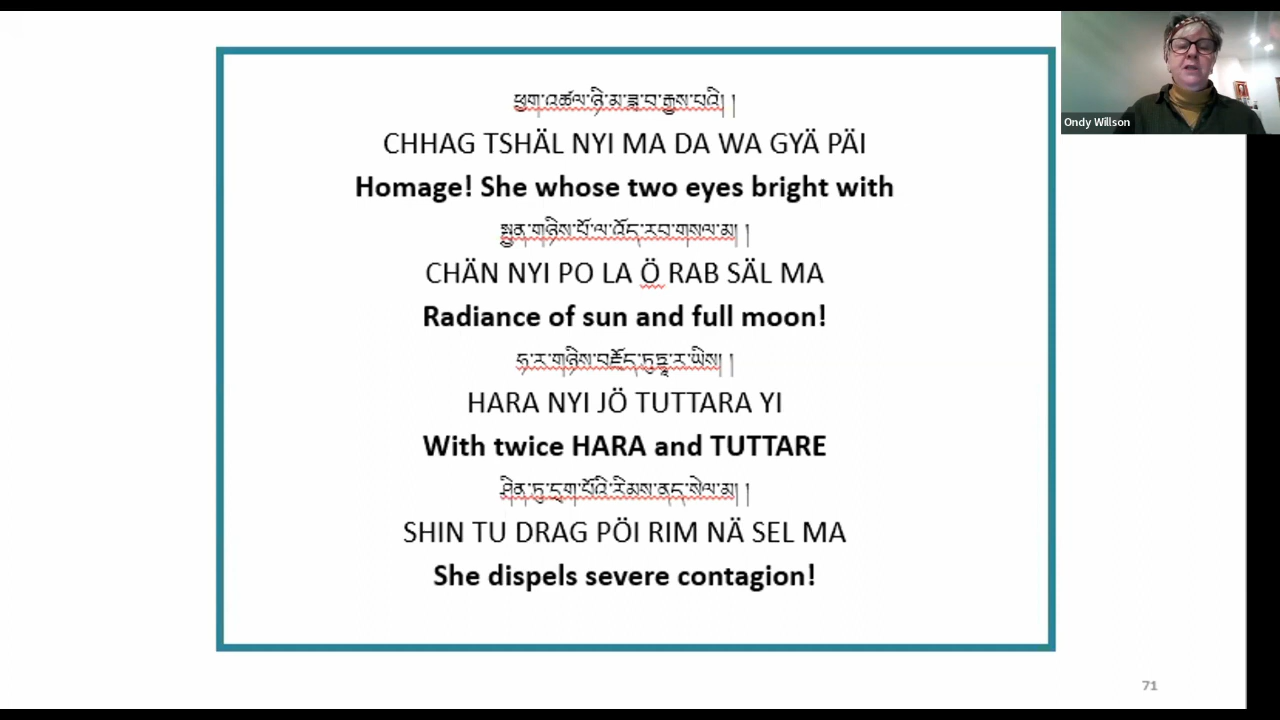 ཕྱག་འཚལ་ཉི་མ་ཟླ་བ་རྒྱས་པའི། །
CHHAG TSHÄL NYI MA DA WA GYÄ PÄI
Homage! She whose two eyes bright with
སྤྱན་གཉིས་པོ་ལ་འོད་རབ་གསལ་མ། །
CHÄN NYI PO LA Ö RAB SÄL MA
Radiance of sun and full moon!
ཧ་ར་གཉིས་བརྗོད་ཏུཏྟཱ་ར་ཡིས། །
HARA NYI JÖ TUTTARA YI
With twice HARA and TUTTARE
ཤིན་ཏུ་དྲག་པོའི་རིམས་ནད་སེལ་མ། །
SHIN TU DRAG PÖI RIM NÄ SEL MA
She dispels severe contagion!
Ondy Willson
71